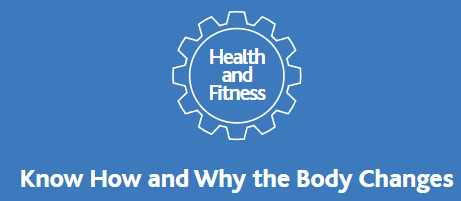 Health
and
Fitness
Know How and Why the Body Changes